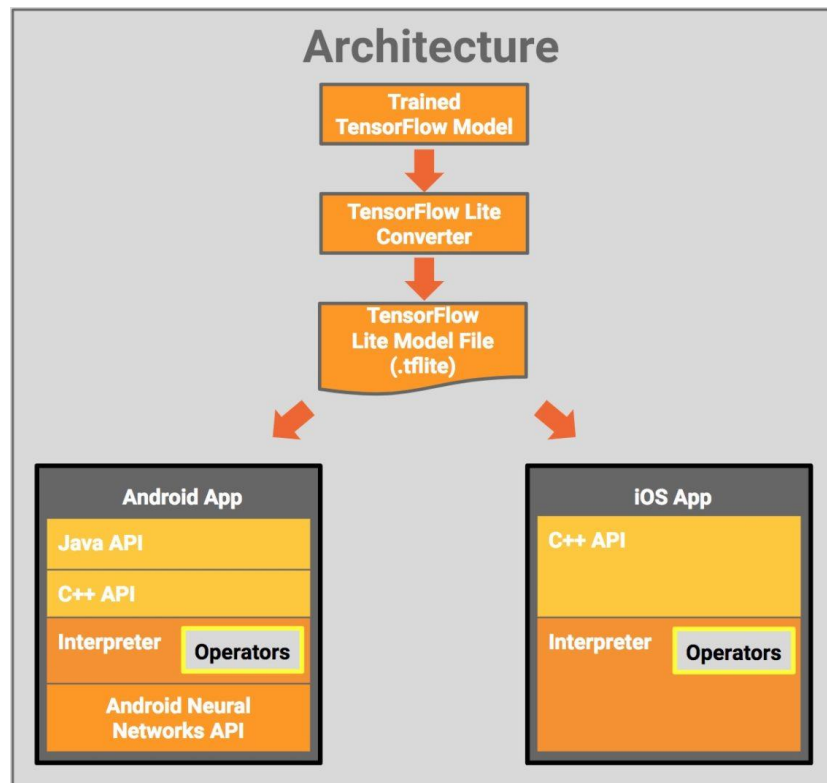 Architecture
Trained
TensorFlow Model
TensorFlow Lite
Converter
TensorFlow
Lite Model File
(.tflite)
Android App
Java API
C++ API
Interpreter
Operators
Android Neural
Networks API
iOS App
C++ API
Interpreter
Operators